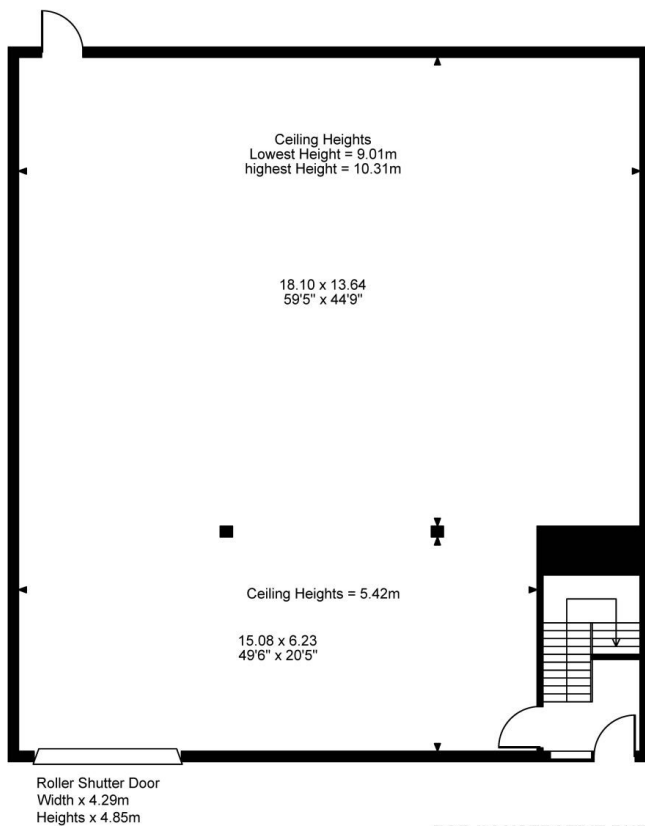 Ceiling Heights
Lowest Height = 9.01m
highest Height = 10.31m
18.10 x 13.64
59'5" x 44'9"
Ceiling Heights = 5.42m
15.08 x 6.23
49'6" x 20'5"
Roller Shutter Door
Width x 4.29m
Heights x 4.85m